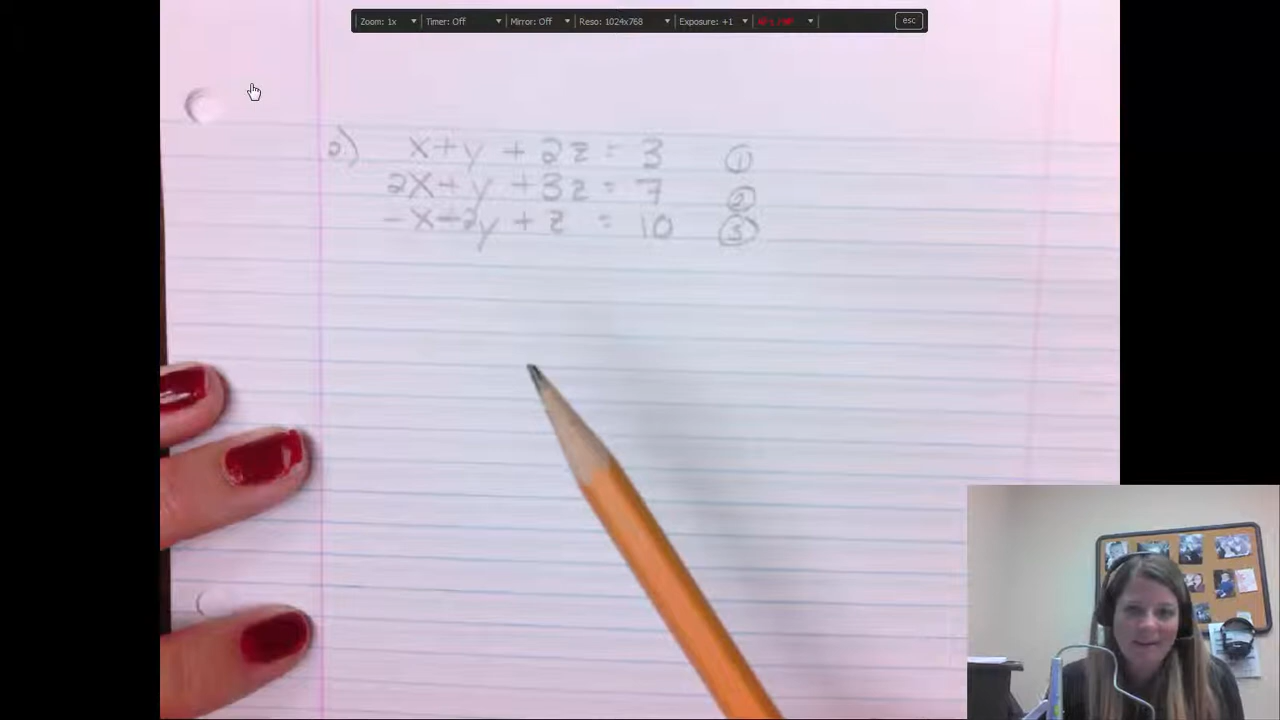 Zoom: 1x Timer: Off Mirror: Off Reso: 1024x768 Exposure: +1 esc
2.) x + y + 2z = 3 ①
2x + y + 3z = 7 ②
-x - 2y + z = 10 ③